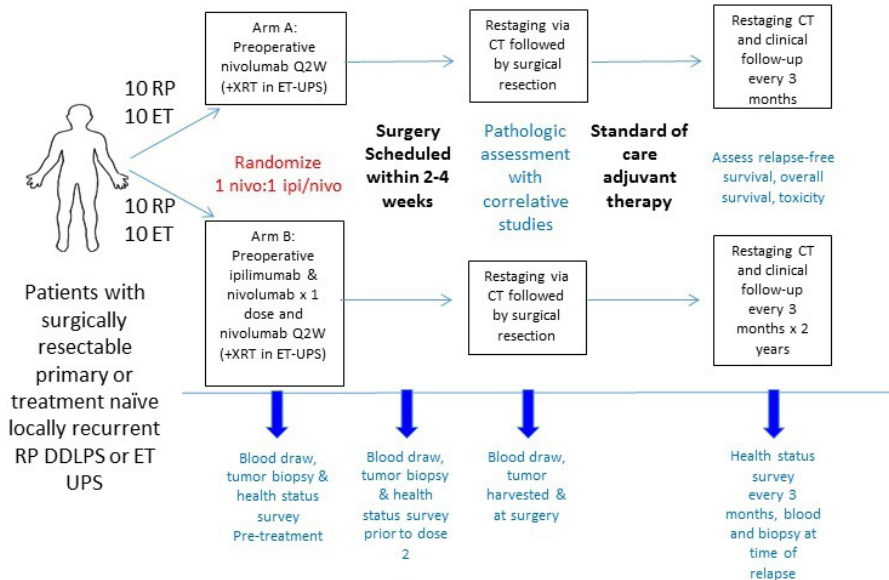 10 RP
10 ET
10 RP
10 ET
Patients with
surgically
resectable
primary or
treatment naïve
locally recurrent
RP DDLPS or ET
UPS
Arm A:
Preoperative
nivolumab Q2W
(+XRT in ET-UPS)
Randomize
1 nivo:1 ipi/nivo
Arm B:
Preoperative
ipilimumab &
nivolumab x 1
dose and
nivolumab Q2W
(+XRT in ET-UPS)
Surgery
Scheduled
within 2-4
weeks
Restaging via
CT followed
by surgical
resection
Pathologic
assessment
with
correlative
studies
Restaging via
CT followed
by surgical
resection
Standard of
care
adjuvant
therapy
Restaging CT
and clinical
follow-up
every 3
months
Assess relapse-free
survival, overall
survival, toxicity
Restaging CT
and clinical
follow-up
every 3
months x 2
years
Blood draw,
tumor biopsy &
health status
survey
Pre-treatment
Blood draw,
tumor biopsy
& health
status survey
prior to dose
2
Blood draw,
tumor
harvested &
at surgery
Health status
survey
every 3
months, blood
and biopsy at
time of
relapse